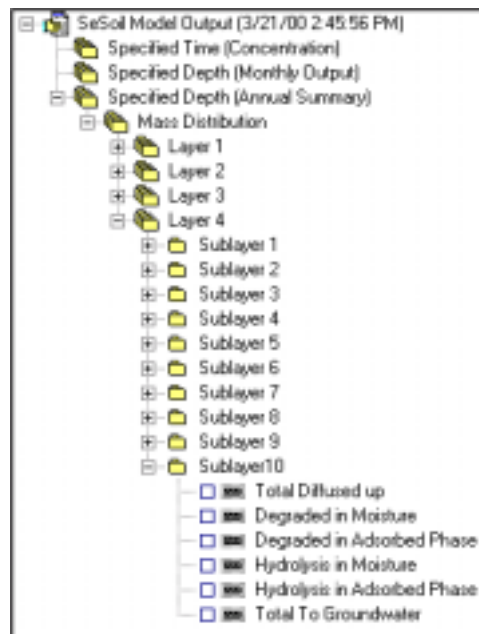 SeSoil Model Output (3/21/00 2:45:56 PM)
Specified Time (Concentration)
Specified Depth (Monthly Output)
Specified Depth (Annual Summary)
Mass Distribution
Layer 1
Layer 2
Layer 3
Layer 4
Sublayer 1
Sublayer 2
Sublayer 3
Sublayer 4
Sublayer 5
Sublayer 6
Sublayer 7
Sublayer 8
Sublayer 9
Sublayer10
Total Diffused up
Degraded in Moisture
Degraded in Adsorbed Phase
Hydrolysis in Moisture
Hydrolysis in Adsorbed Phase
Total To Groundwater